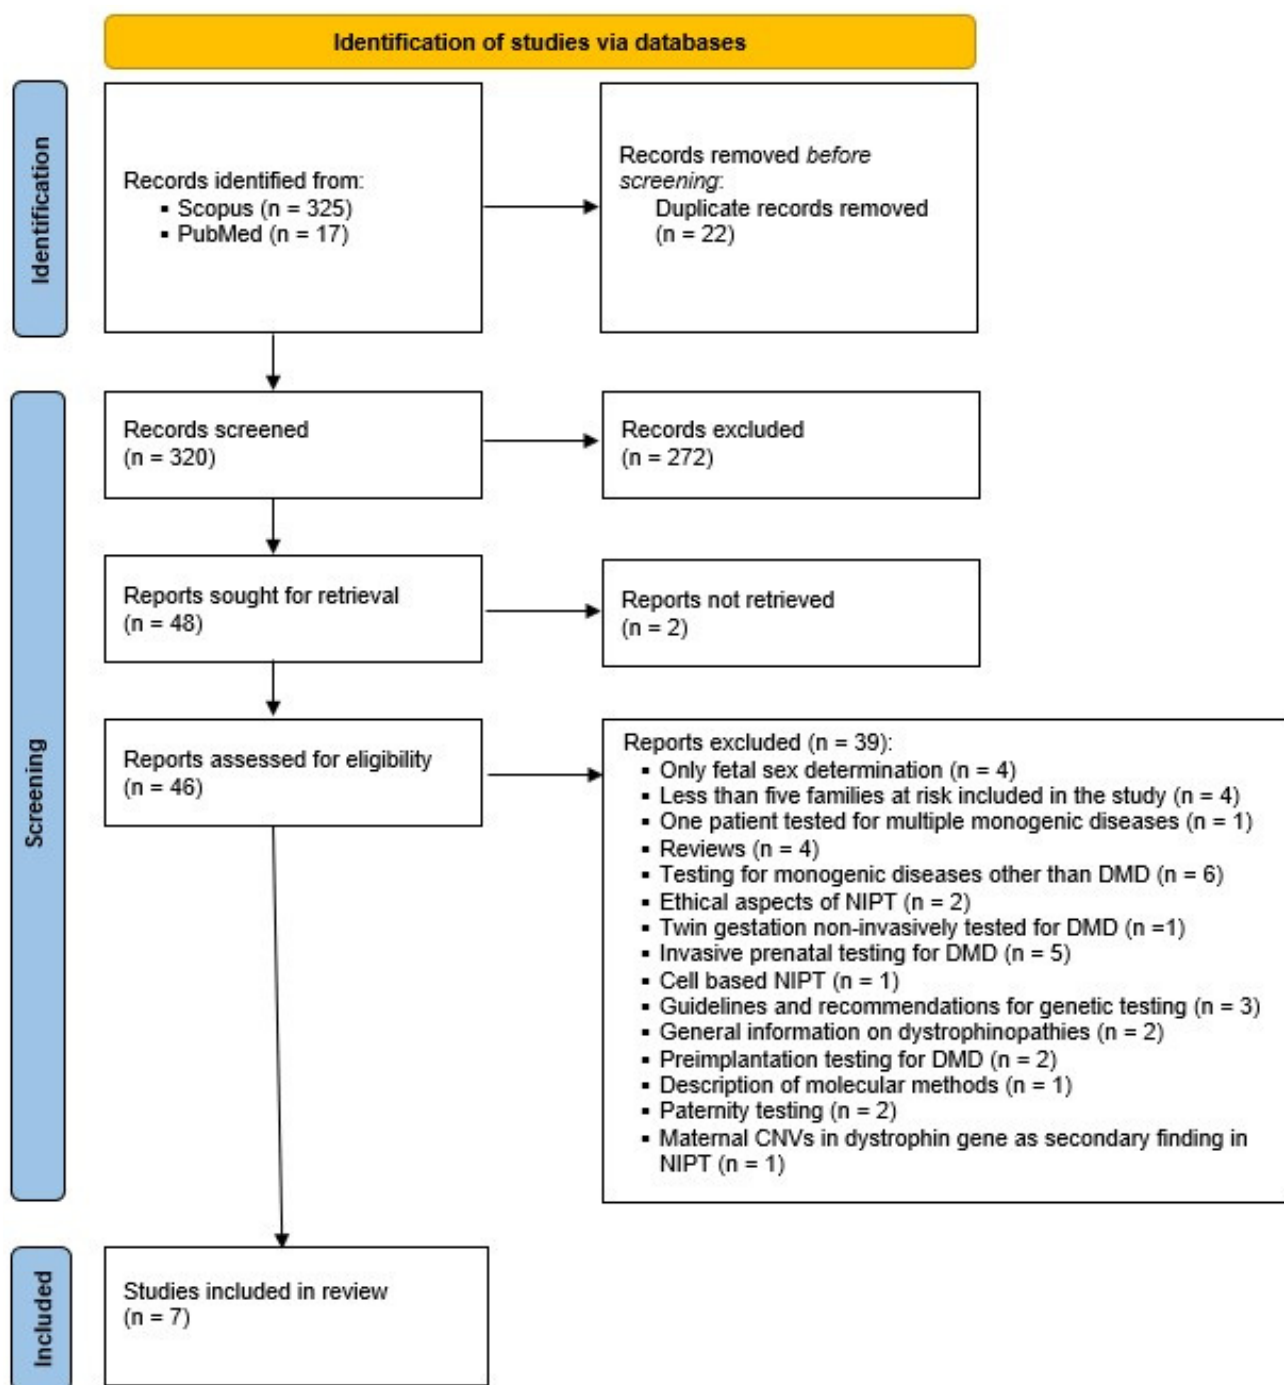 Identification of studies via databases
Identification
Records identified from:
▪ Scopus (n = 325)
▪ PubMed (n = 17)
Records removed before
screening:
Duplicate records removed
(n = 22)
Screening
Records screened
(n = 320)
Records excluded
(n = 272)
Reports sought for retrieval
(n = 48)
Reports not retrieved
(n = 2)
Reports assessed for eligibility
(n = 46)
Reports excluded (n = 39):
▪ Only fetal sex determination (n = 4)
▪ Less than five families at risk included in the study (n = 4)
▪ One patient tested for multiple monogenic diseases (n = 1)
▪ Reviews (n = 4)
▪ Testing for monogenic diseases other than DMD (n = 6)
▪ Ethical aspects of NIPT (n = 2)
▪ Twin gestation non-invasively tested for DMD (n =1)
▪ Invasive prenatal testing for DMD (n = 5)
▪ Cell based NIPT (n = 1)
▪ Guidelines and recommendations for genetic testing (n = 3)
▪ General information on dystrophinopathies (n = 2)
▪ Preimplantation testing for DMD (n = 2)
▪ Description of molecular methods (n = 1)
▪ Paternity testing (n = 2)
▪ Maternal CNVs in dystrophin gene as secondary finding in
NIPT (n = 1)
Included
Studies included in review
(n = 7)